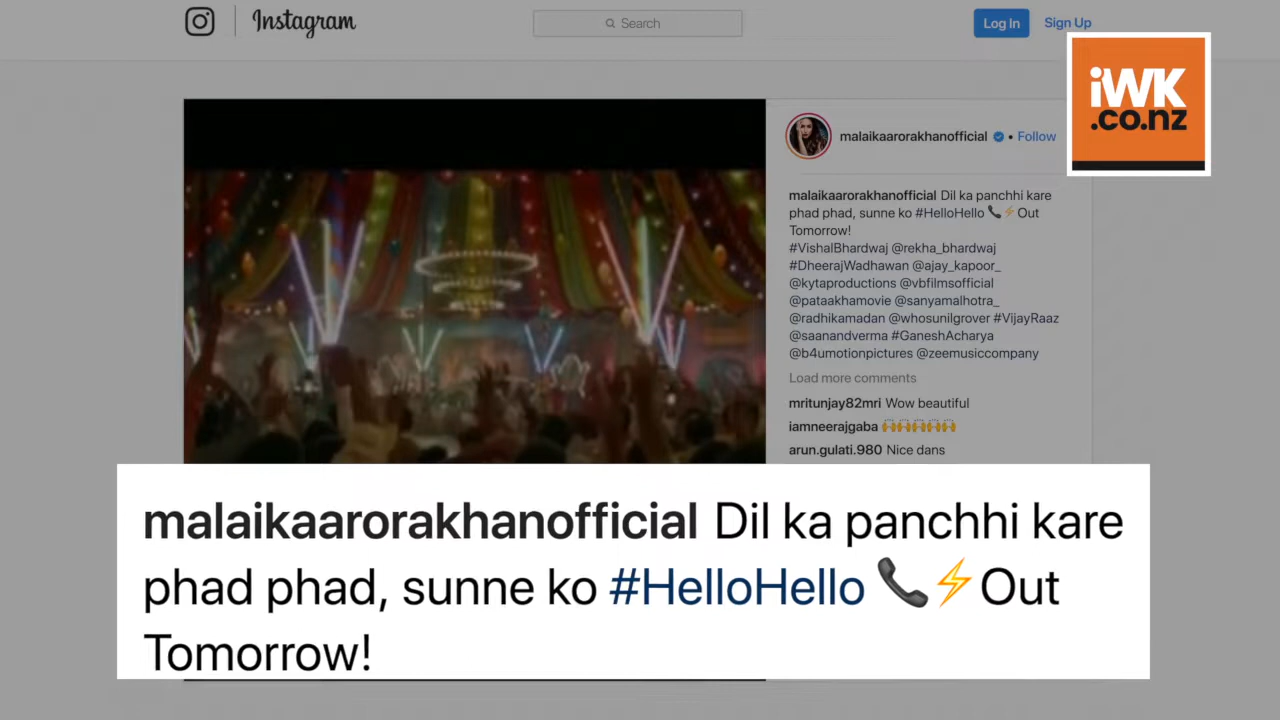 Instagram
Search
Log In
Sign Up
iWK
.co.nz
malaikaarorakhanofficial • Follow
malaikaarorakhanofficial Dil ka panchhi kare
phad phad, sunne ko #HelloHello 📞⚡Out
Tomorrow!
#VishalBhardwaj @rekha_bhardwaj
#DheerajWadhawan @ajay_kapoor_
@kytaproductions @vbfilmsofficial
@pataakhamovie @sanyamalhotra_
@radhikamadan @whosunilgrover #VijayRaaz
@saanandverma #GaneshAcharya
@b4umotionpictures @zeemusiccompany
Load more comments
mritunjay82mri Wow beautiful
iamneerajgaba 🙌🙌🙌🙌🙌
arun.gulati.980 Nice dans
malaikaarorakhanofficial Dil ka panchhi kare
phad phad, sunne ko #HelloHello 📞⚡Out
Tomorrow!